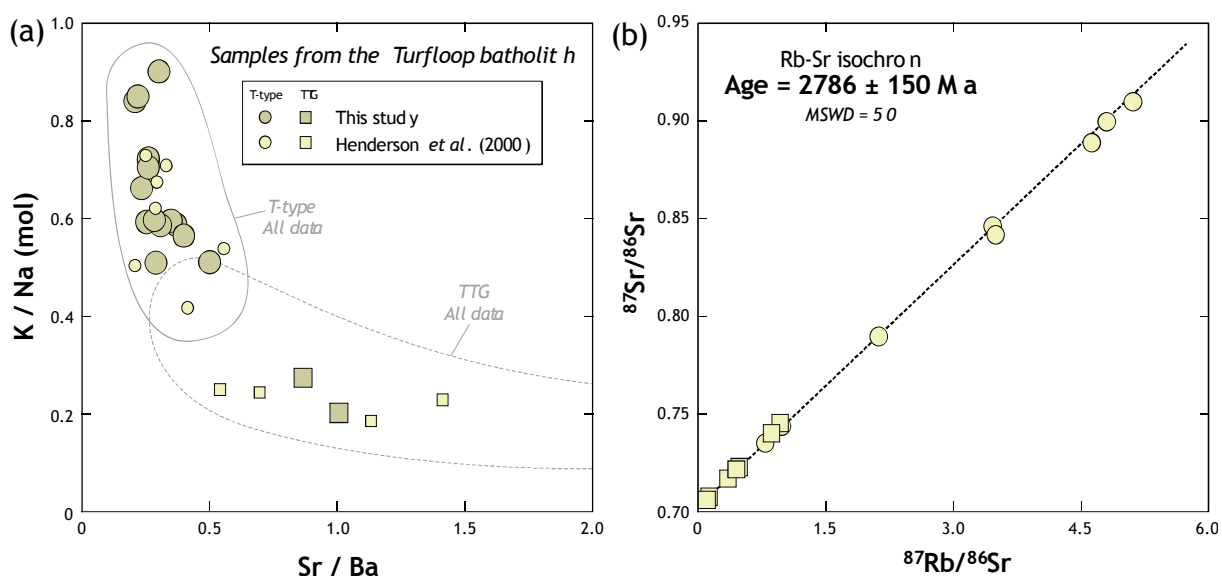 (a)
Samples from the Turfloop batholit h
T-type TTG
This stud y
Henderson et al. (2000)
T-type
All data
TTG
All data
K / Na (mol)
1.0
0.8
0.6
0.4
0.2
0
0
0.5
1.0
1.5
2.0
Sr / Ba
(b)
Rb-Sr isochro n
Age = 2786 ± 150 M a
MSWD = 5 0
⁸⁷Sr/⁸⁶Sr
0.95
0.90
0.85
0.80
0.75
0.70
0
1.5
3.0
4.5
6.0
⁸⁷Rb/⁸⁶Sr